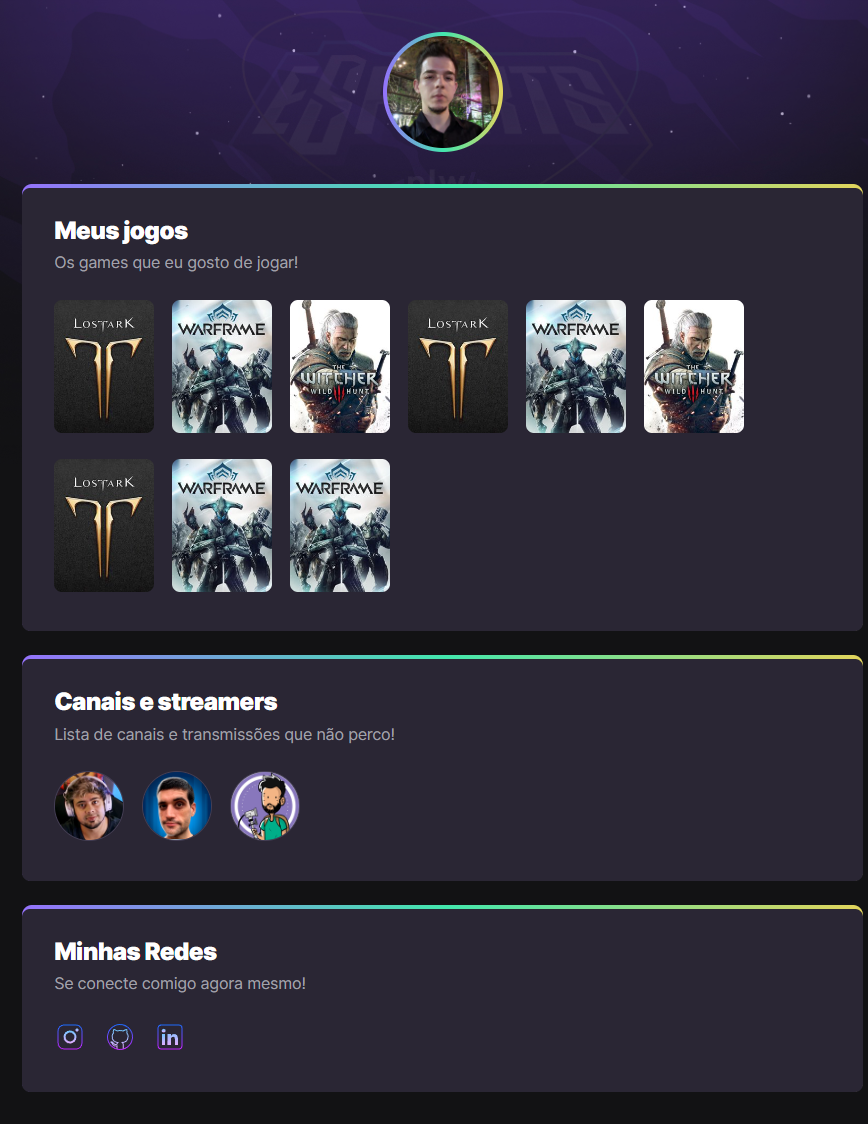 ESPORTS
nlw/
Meus jogos
Os games que eu gosto de jogar!
LOSTARK
WARFRAME
THE
WITCHER
WILD HUNT
LOSTARK
WARFRAME
THE
WITCHER
WILD HUNT
LOSTARK
WARFRAME
WARFRAME
Canais e streamers
Lista de canais e transmissões que não perco!
Minhas Redes
Se conecte comigo agora mesmo!
in